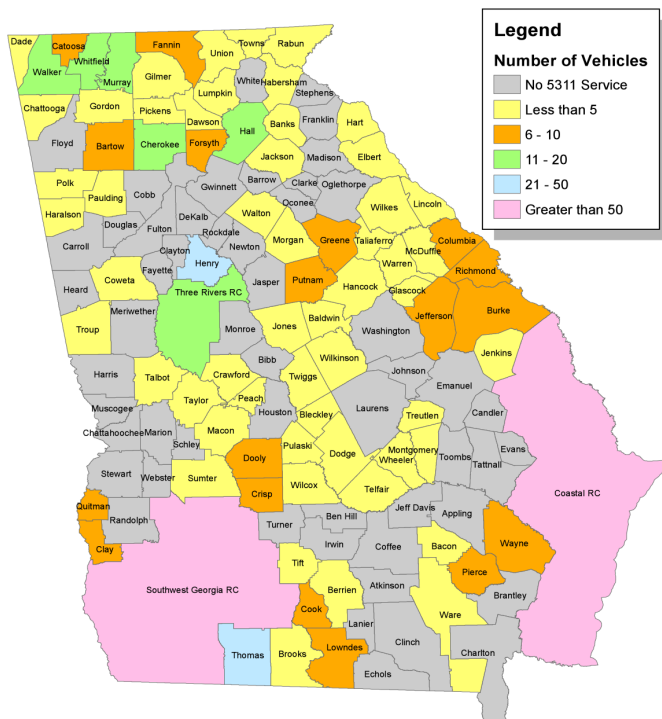 Legend
Number of Vehicles
No 5311 Service
Less than 5
6 - 10
11 - 20
21 - 50
Greater than 50
Dade
Catoosa
Fannin
Towns
Rabun
Union
Walker
Whitfield
Murray
Gilmer
White
Habersham
Stephens
Lumpkin
Chattooga
Gordon
Pickens
Dawson
Hall
Banks
Franklin
Hart
Floyd
Bartow
Cherokee
Forsyth
Jackson
Madison
Elbert
Polk
Paulding
Cobb
Gwinnett
Barrow
Clarke
Oglethorpe
Oconee
Wilkes
Lincoln
Haralson
Douglas
Fulton
DeKalb
Rockdale
Walton
Morgan
Greene
Taliaferro
Columbia
McDuffie
Carroll
Clayton
Newton
Henry
Fayette
Warren
Richmond
Heard
Coweta
Three Rivers RC
Jasper
Putnam
Hancock
Glascock
Jefferson
Burke
Troup
Meriwether
Monroe
Jones
Baldwin
Washington
Jenkins
Bibb
Wilkinson
Harris
Talbot
Crawford
Twiggs
Johnson
Emanuel
Taylor
Peach
Houston
Bleckley
Laurens
Treutlen
Candler
Muscogee
Chattahoochee
Marion
Macon
Schley
Pulaski
Dodge
Montgomery
Wheeler
Toombs
Evans
Tattnall
Stewart
Webster
Sumter
Dooly
Crisp
Wilcox
Telfair
Coastal RC
Quitman
Randolph
Turner
Ben Hill
Jeff Davis
Appling
Clay
Irwin
Coffee
Bacon
Wayne
Tift
Pierce
Southwest Georgia RC
Berrien
Atkinson
Brantley
Cook
Lanier
Ware
Thomas
Brooks
Lowndes
Clinch
Charlton
Echols